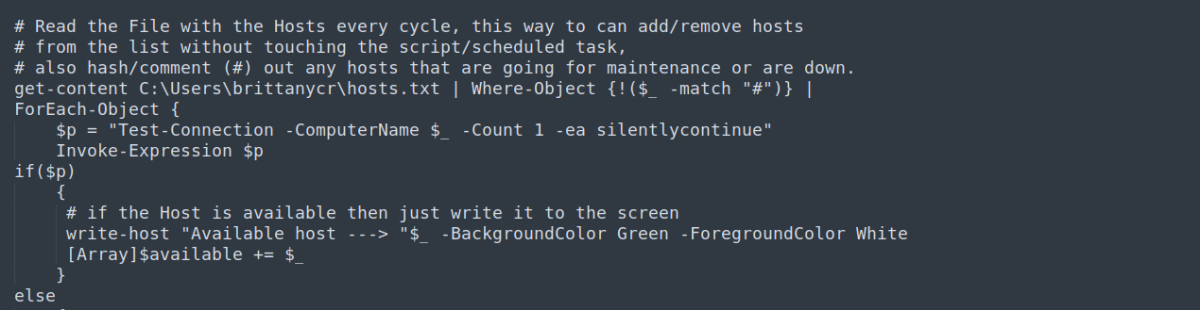 # Read the File with the Hosts every cycle, this way to can add/remove hosts
# from the list without touching the script/scheduled task,
# also hash/comment (#) out any hosts that are going for maintenance or are down.
get-content C:\Users\brittanycr\hosts.txt | Where-Object {!($_ -match "#")} |
ForEach-Object {
    $p = "Test-Connection -ComputerName $_ -Count 1 -ea silentlycontinue"
    Invoke-Expression $p
if($p)
    {
     # if the Host is available then just write it to the screen
     write-host "Available host ---> "$_ -BackgroundColor Green -ForegroundColor White
     [Array]$available += $_
    }
else